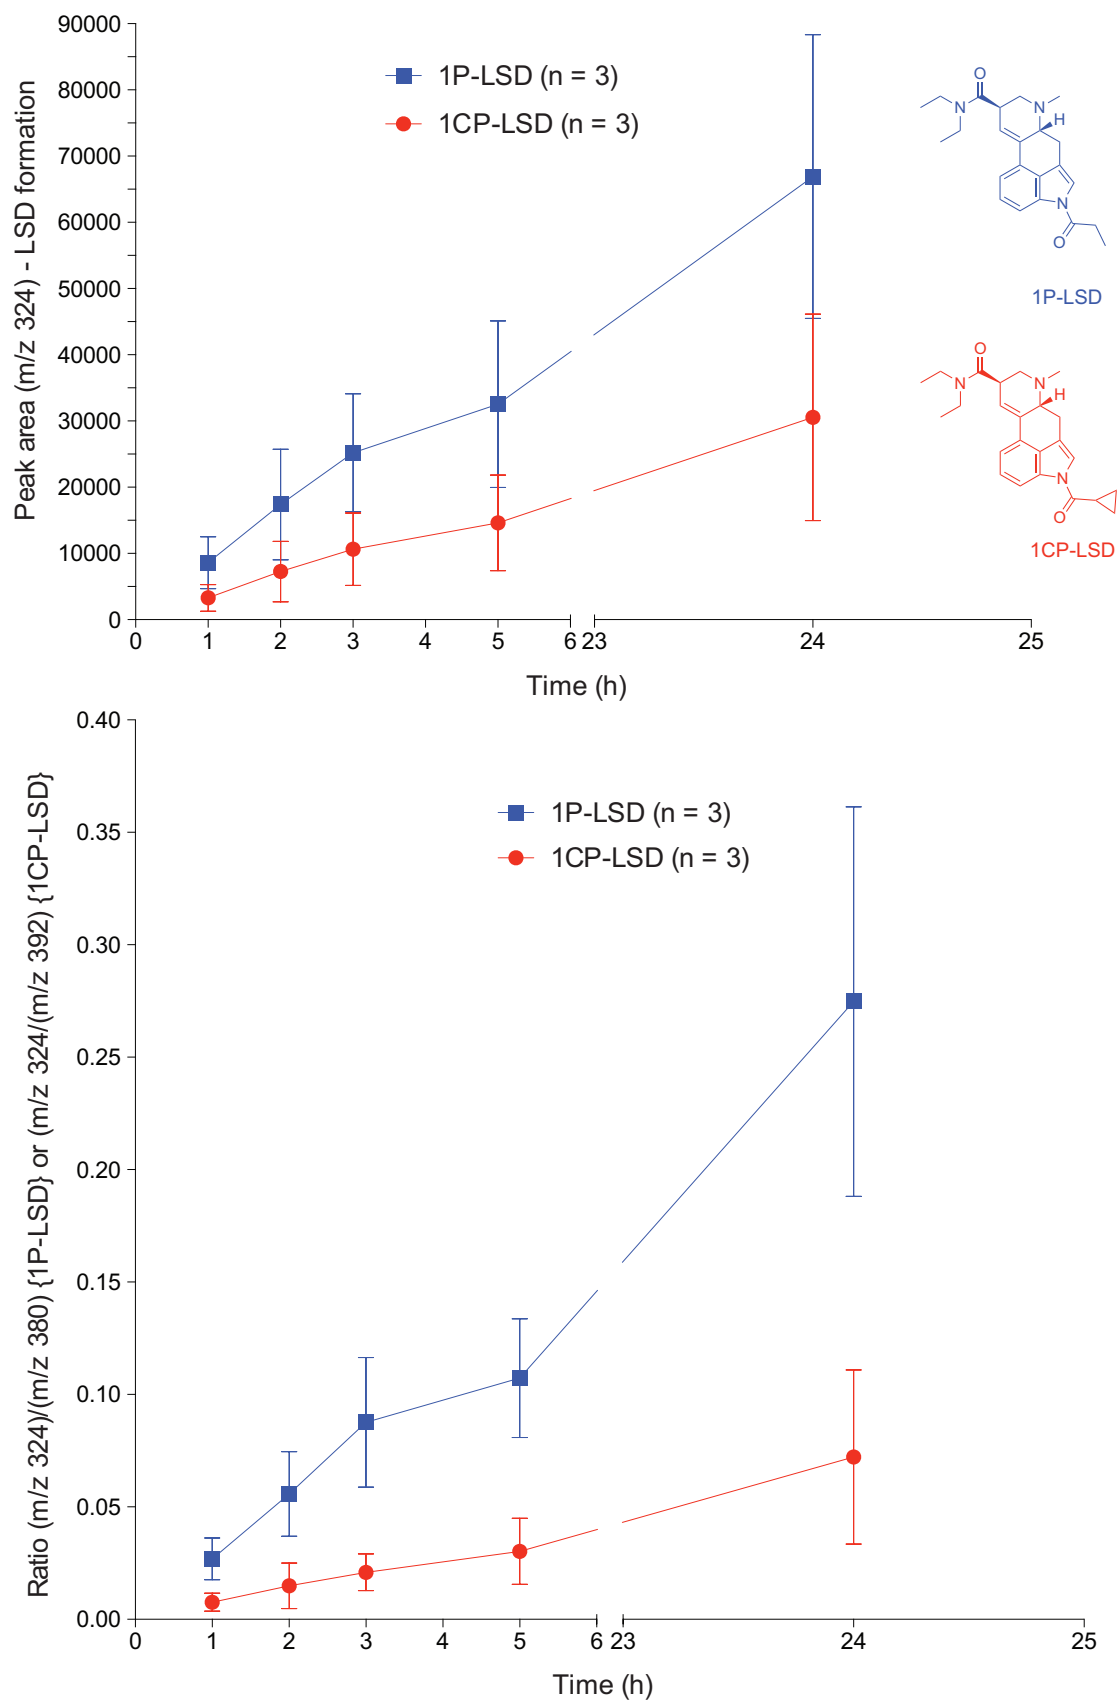 90000
80000
70000
60000
50000
40000
30000
20000
10000
0
Peak area (m/z 324) - LSD formation
1P-LSD (n = 3)
1CP-LSD (n = 3)
0 1 2 3 4 5 6 23 24 25
Time (h)
O
N
N
H
N
O
1P-LSD
O
N
N
H
N
O
1CP-LSD
0.40
0.35
0.30
0.25
0.20
0.15
0.10
0.05
0.00
Ratio (m/z 324)/(m/z 380) {1P-LSD} or (m/z 324/(m/z 392) {1CP-LSD}
1P-LSD (n = 3)
1CP-LSD (n = 3)
0 1 2 3 4 5 6 23 24 25
Time (h)